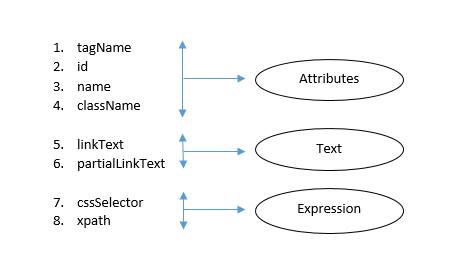 1. tagName
2. id
3. name
4. className
Attributes
5. linkText
6. partialLinkText
Text
7. cssSelector
8. xpath
Expression